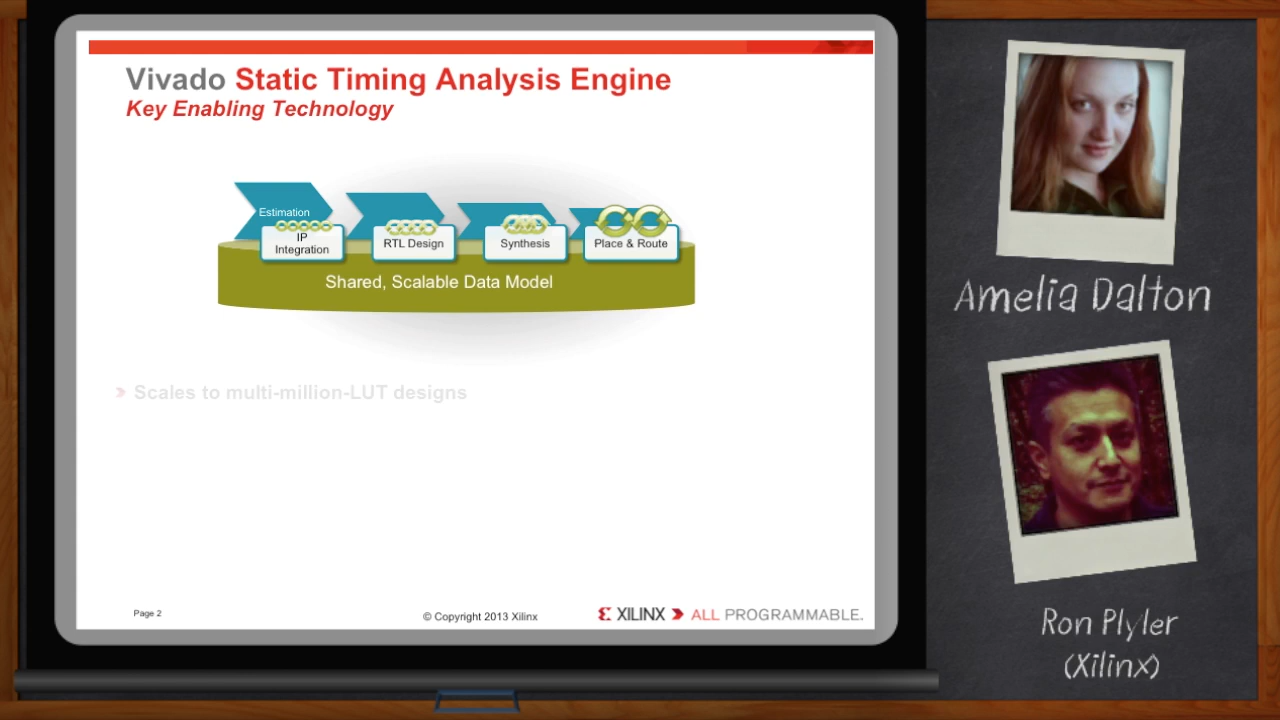 Vivado Static Timing Analysis Engine
Key Enabling Technology
Estimation
IP
Integration
RTL Design
Synthesis
Place & Route
Shared, Scalable Data Model
Scales to multi-million-LUT designs
Page 2
© Copyright 2013 Xilinx
XILINX ALL PROGRAMMABLE.
Amelia Dalton
Ron Plyler
(Xilinx)